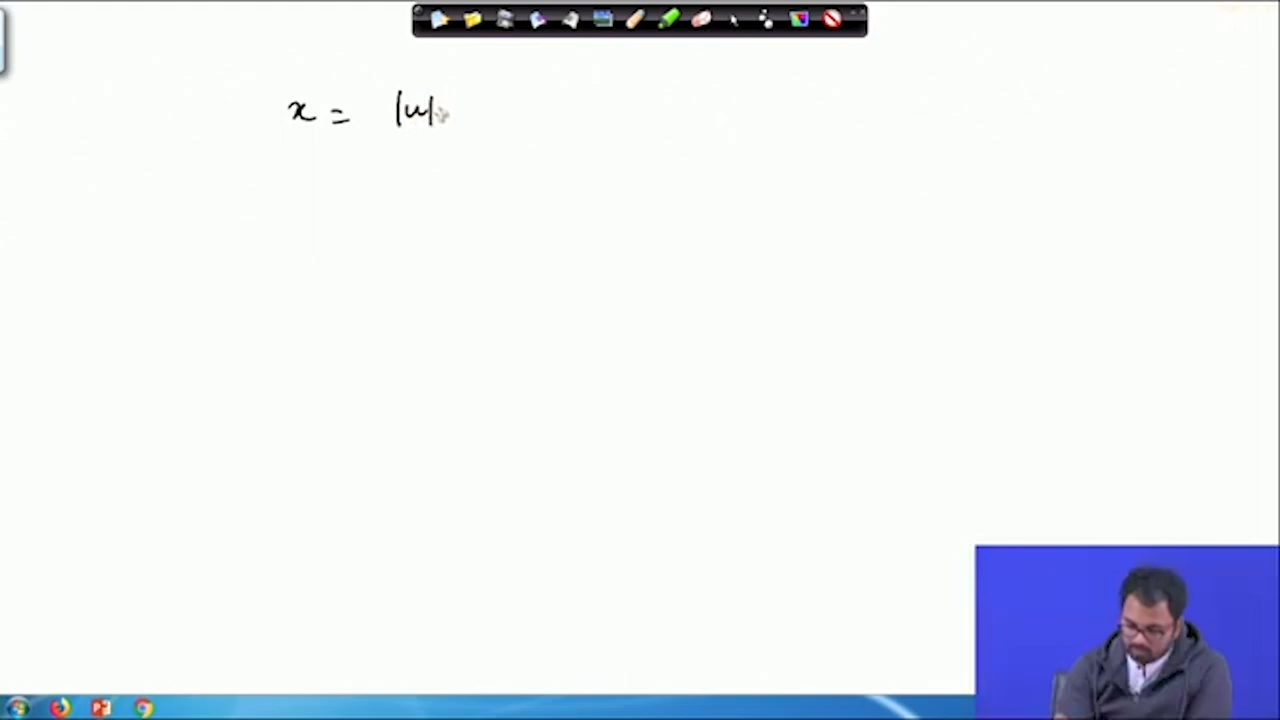 x = |u|